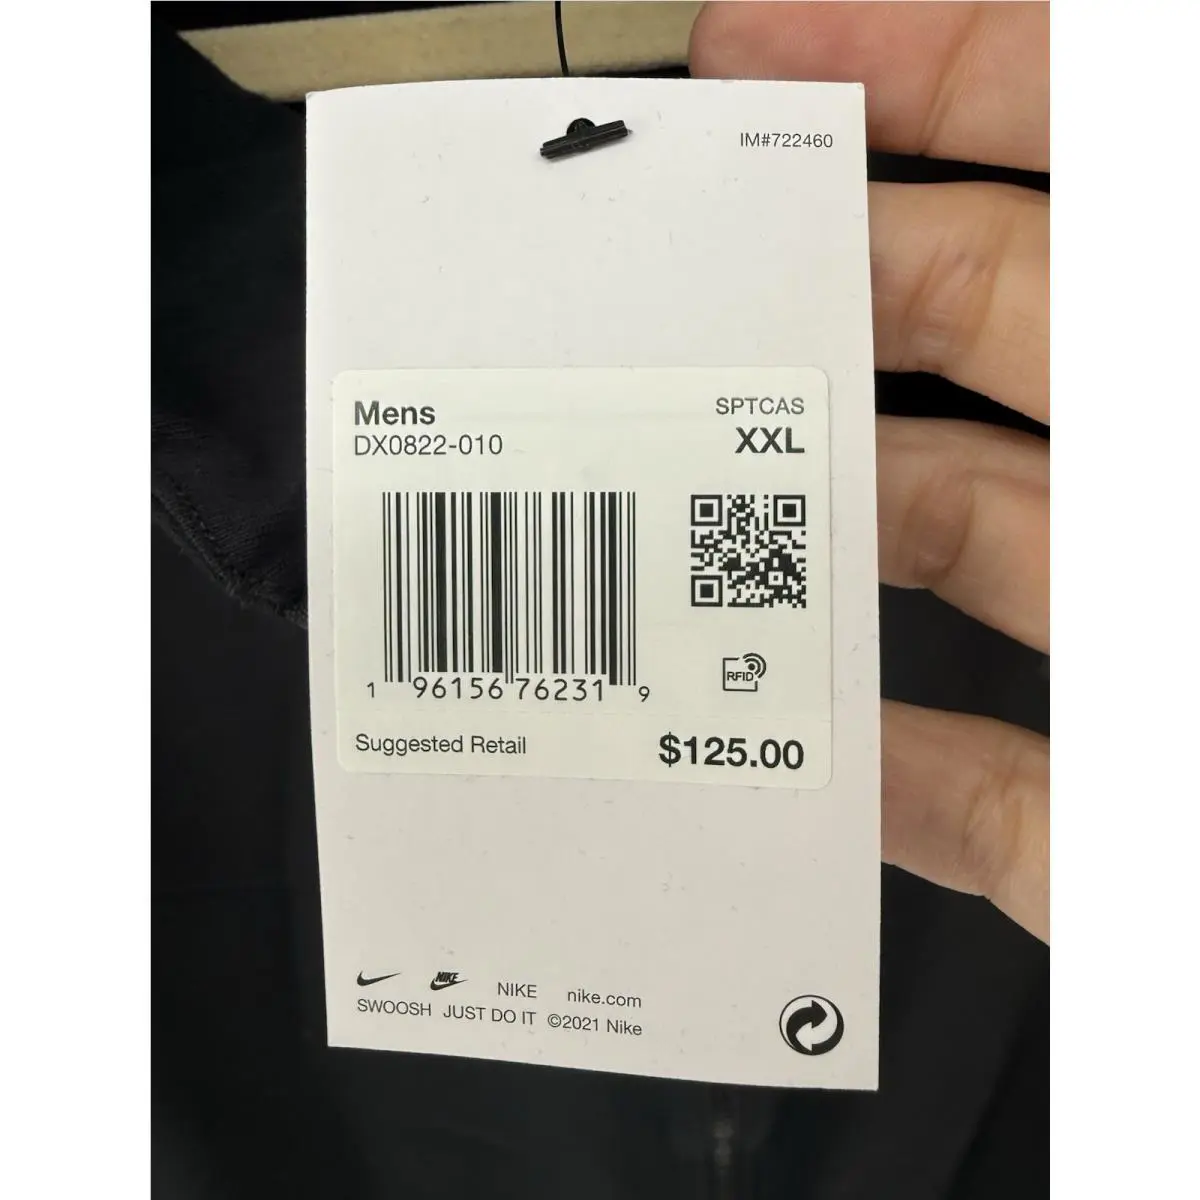 IM#722460
Mens
SPTCAS
DX0822-010
XXL
1 96156 76231 9
RFID
Suggested Retail
$125.00
NIKE
NIKE
nike.com
SWOOSH JUST DO IT ©2021 Nike